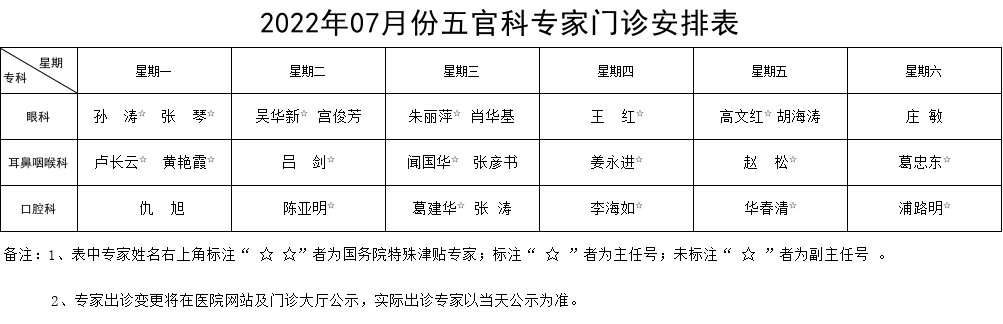 2022年07月份五官科专家门诊安排表
星期 专科 星期一 星期二 星期三 星期四 星期五 星期六
眼科 孙 涛☆ 张 琴☆ 吴华新☆ 宫俊芳 朱丽萍☆ 肖华基 王 红☆ 高文红☆ 胡海涛 庄 敏
耳鼻咽喉科 卢长云☆ 黄艳霞☆ 吕 剑☆ 闻国华☆ 张彦书 姜永进☆ 赵 松☆ 葛忠东☆
口腔科 仇 旭 陈亚明☆ 葛建华☆ 张 涛 李海如☆ 华春清☆ 浦路明☆
备注：1、表中专家姓名右上角标注“ ☆ ☆”者为国务院特殊津贴专家；标注“ ☆ ”者为主任号；未标注“ ☆ ”者为副主任号 。
2、专家出诊变更将在医院网站及门诊大厅公示，实际出诊专家以当天公示为准。